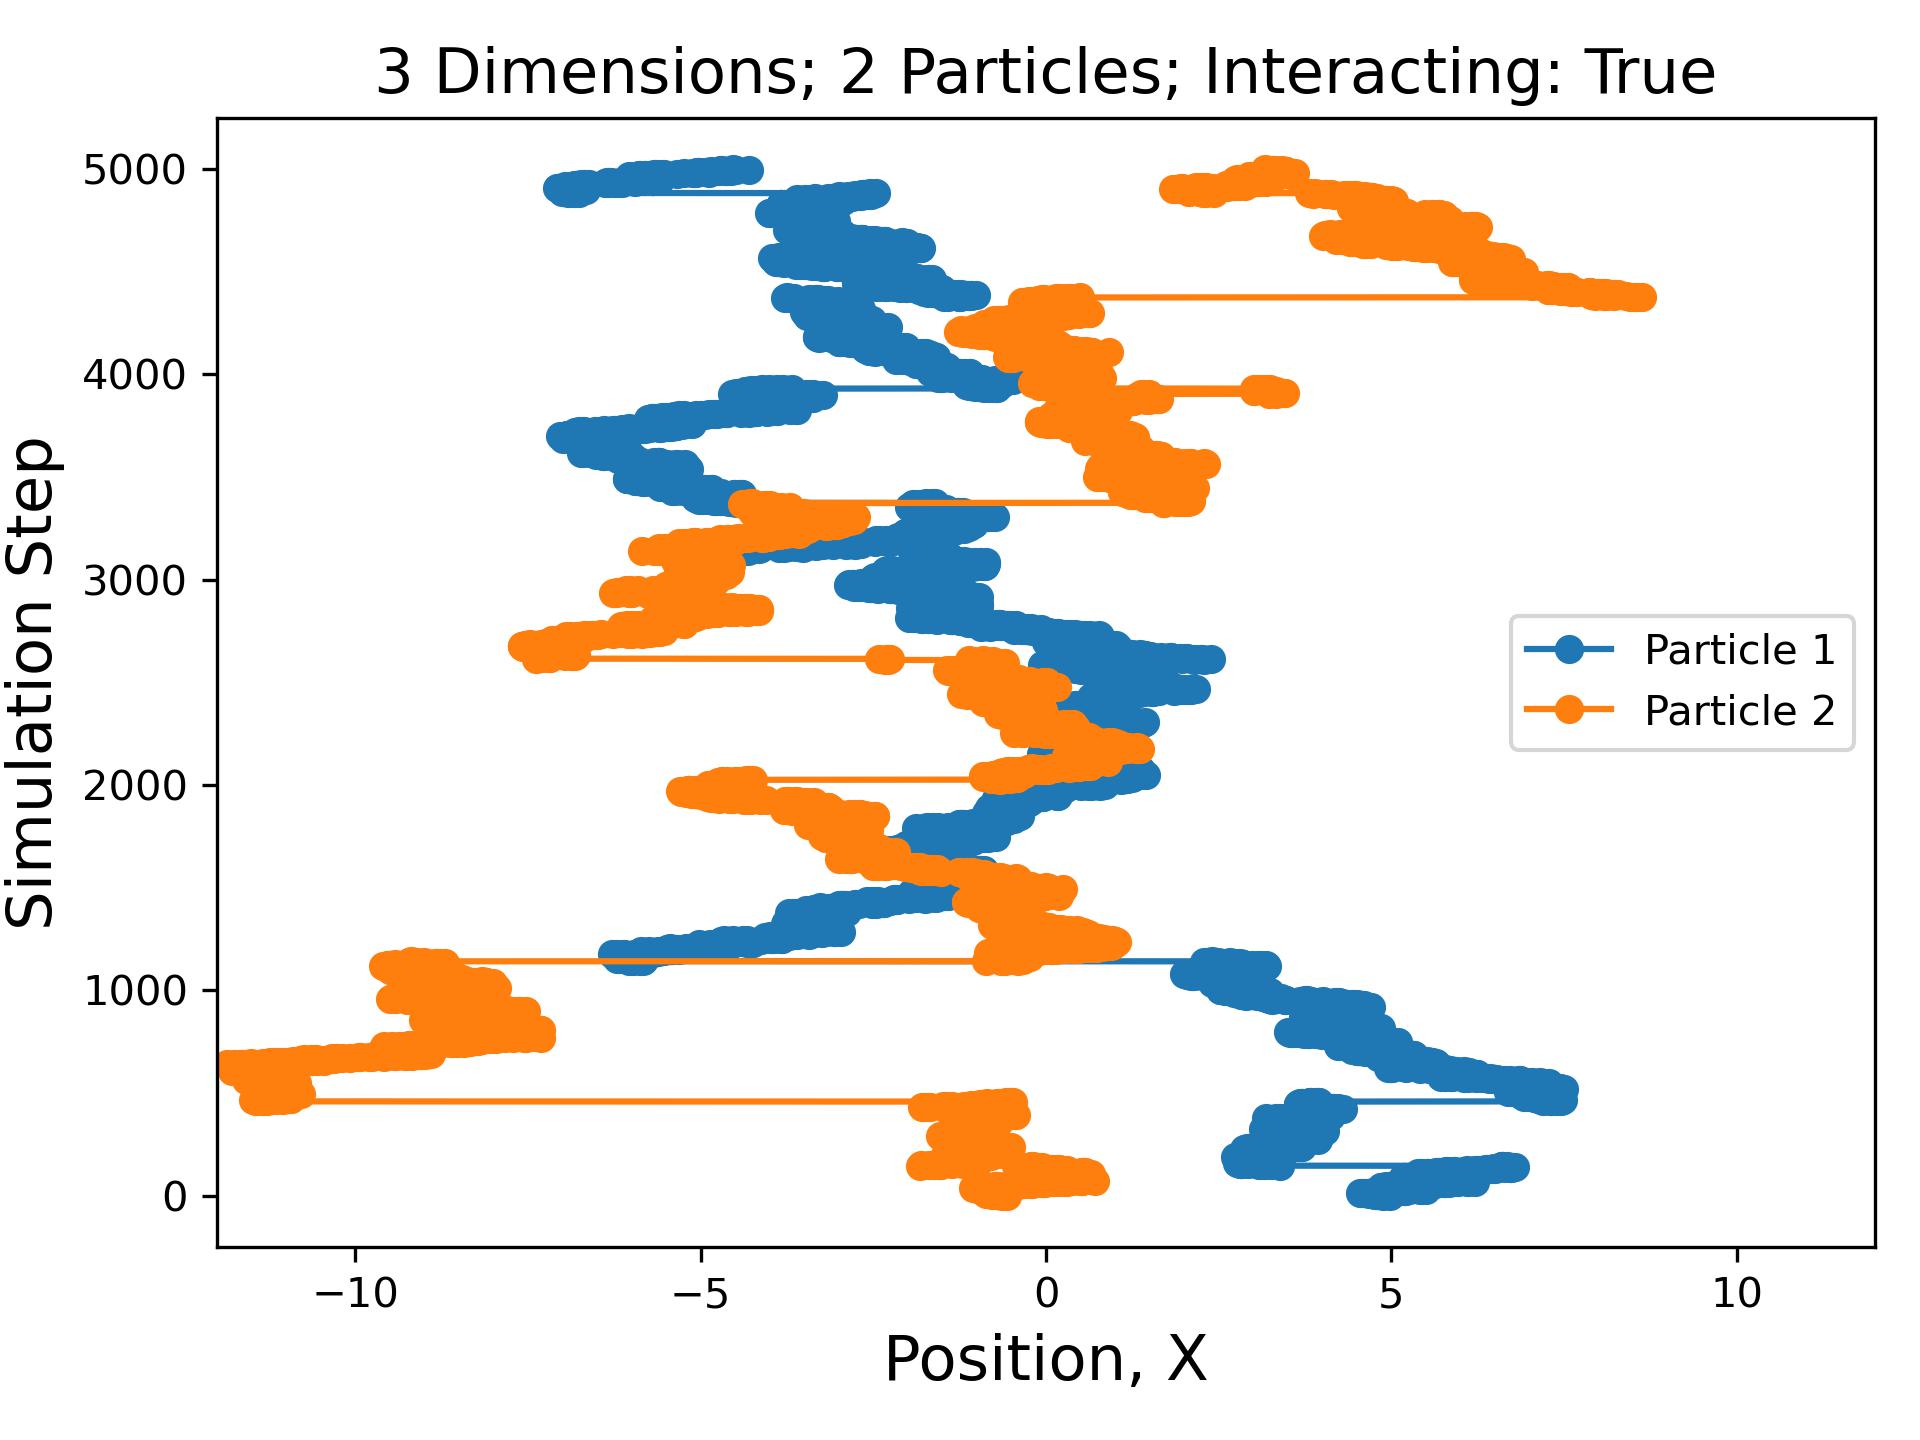 3 Dimensions; 2 Particles; Interacting: True
Simulation Step
5000
4000
3000
2000
1000
0
Particle 1
Particle 2
−10
−5
0
5
10
Position, X